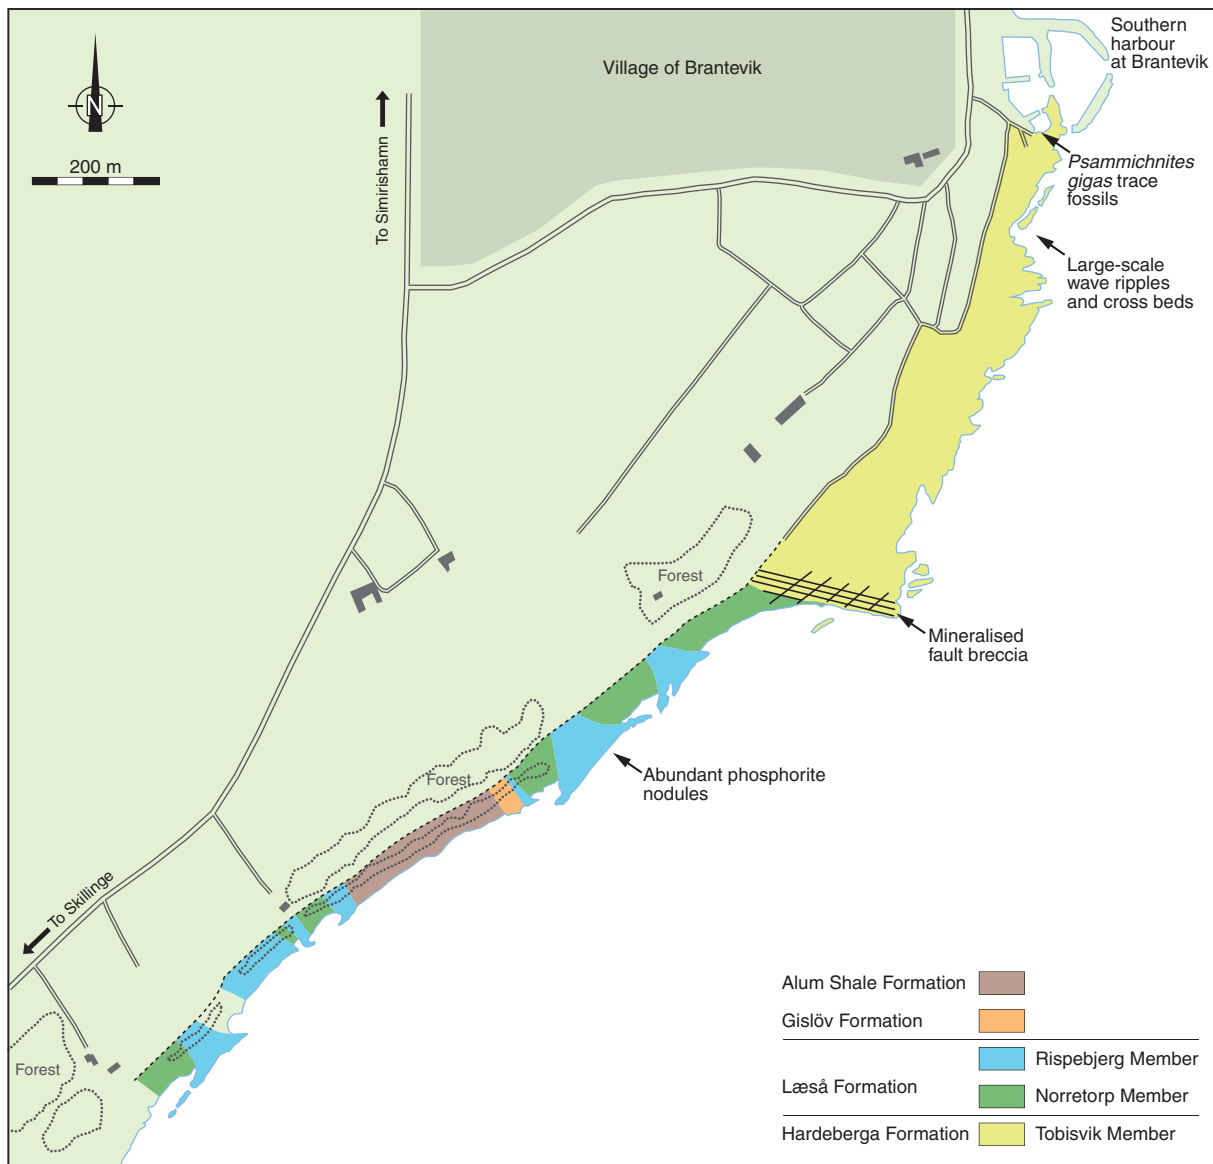 Southern
harbour
at Brantevik
Village of Brantevik
N
200 m
To Simirishamn
Psammichnites
gigas trace
fossils
Large-scale
wave ripples
and cross beds
Forest
Mineralised
fault breccia
Forest
Abundant phosphorite
nodules
To Skillinge
Forest
Alum Shale Formation
Gislöv Formation
Rispebjerg Member
Læså Formation
Norretorp Member
Hardeberga Formation
Tobisvik Member